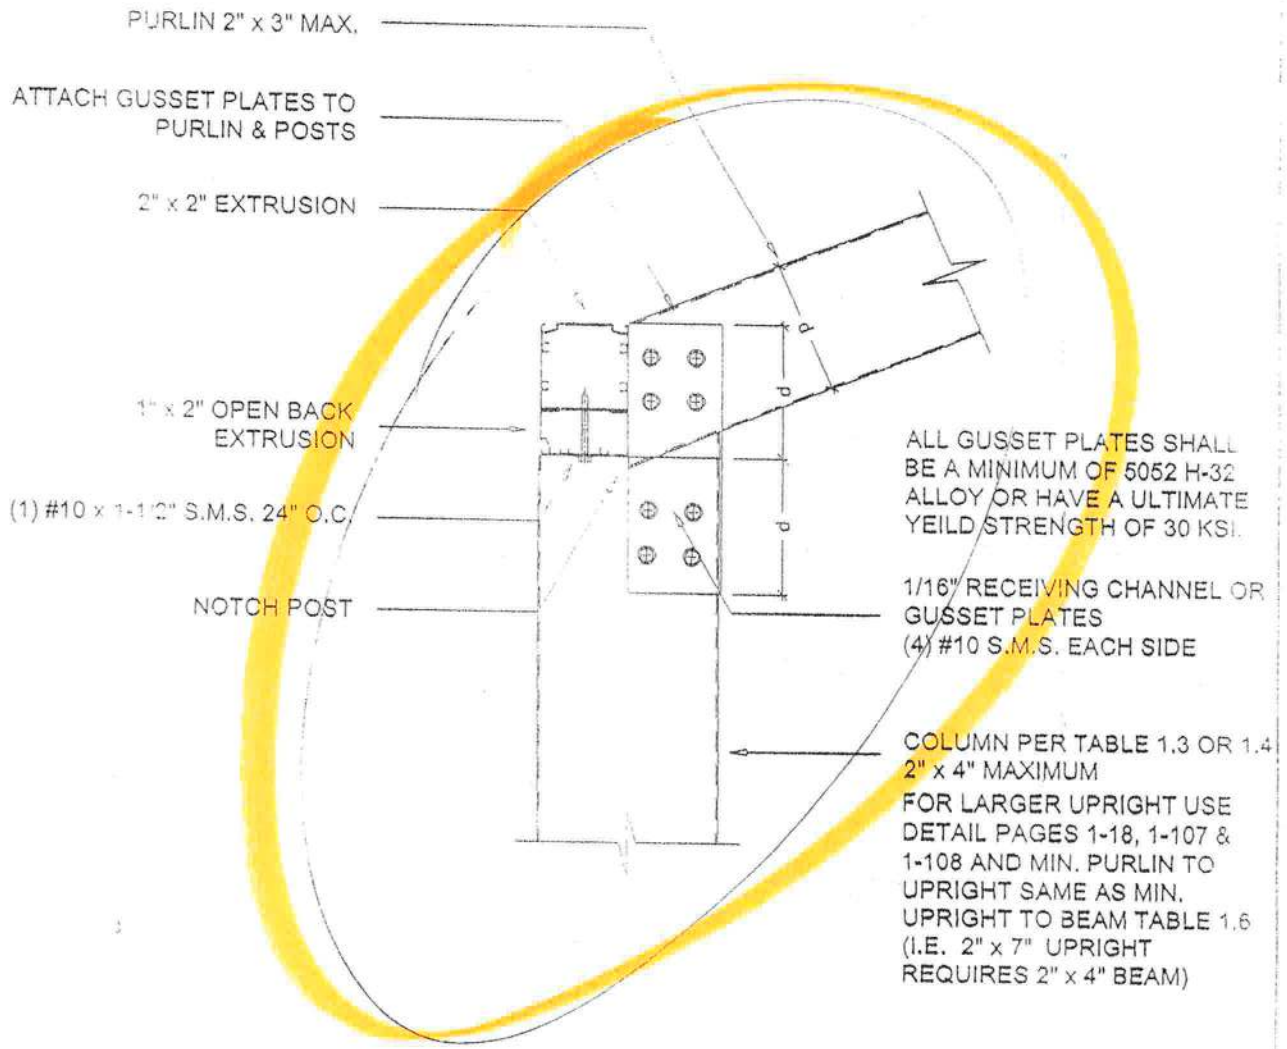 PURLIN 2" x 3" MAX.
ATTACH GUSSET PLATES TO
PURLIN & POSTS
2" x 2" EXTRUSION
1" x 2" OPEN BACK
EXTRUSION
(1) #10 x 1-1/2" S.M.S. 24" O.C.
NOTCH POST
d
d
d
ALL GUSSET PLATES SHALL
BE A MINIMUM OF 5052 H-32
ALLOY OR HAVE A ULTIMATE
YEILD STRENGTH OF 30 KSI.
1/16" RECEIVING CHANNEL OR
GUSSET PLATES
(4) #10 S.M.S. EACH SIDE
COLUMN PER TABLE 1.3 OR 1.4
2" x 4" MAXIMUM
FOR LARGER UPRIGHT USE
DETAIL PAGES 1-18, 1-107 &
1-108 AND MIN. PURLIN TO
UPRIGHT SAME AS MIN.
UPRIGHT TO BEAM TABLE 1.6
(I.E. 2" x 7" UPRIGHT
REQUIRES 2" x 4" BEAM)